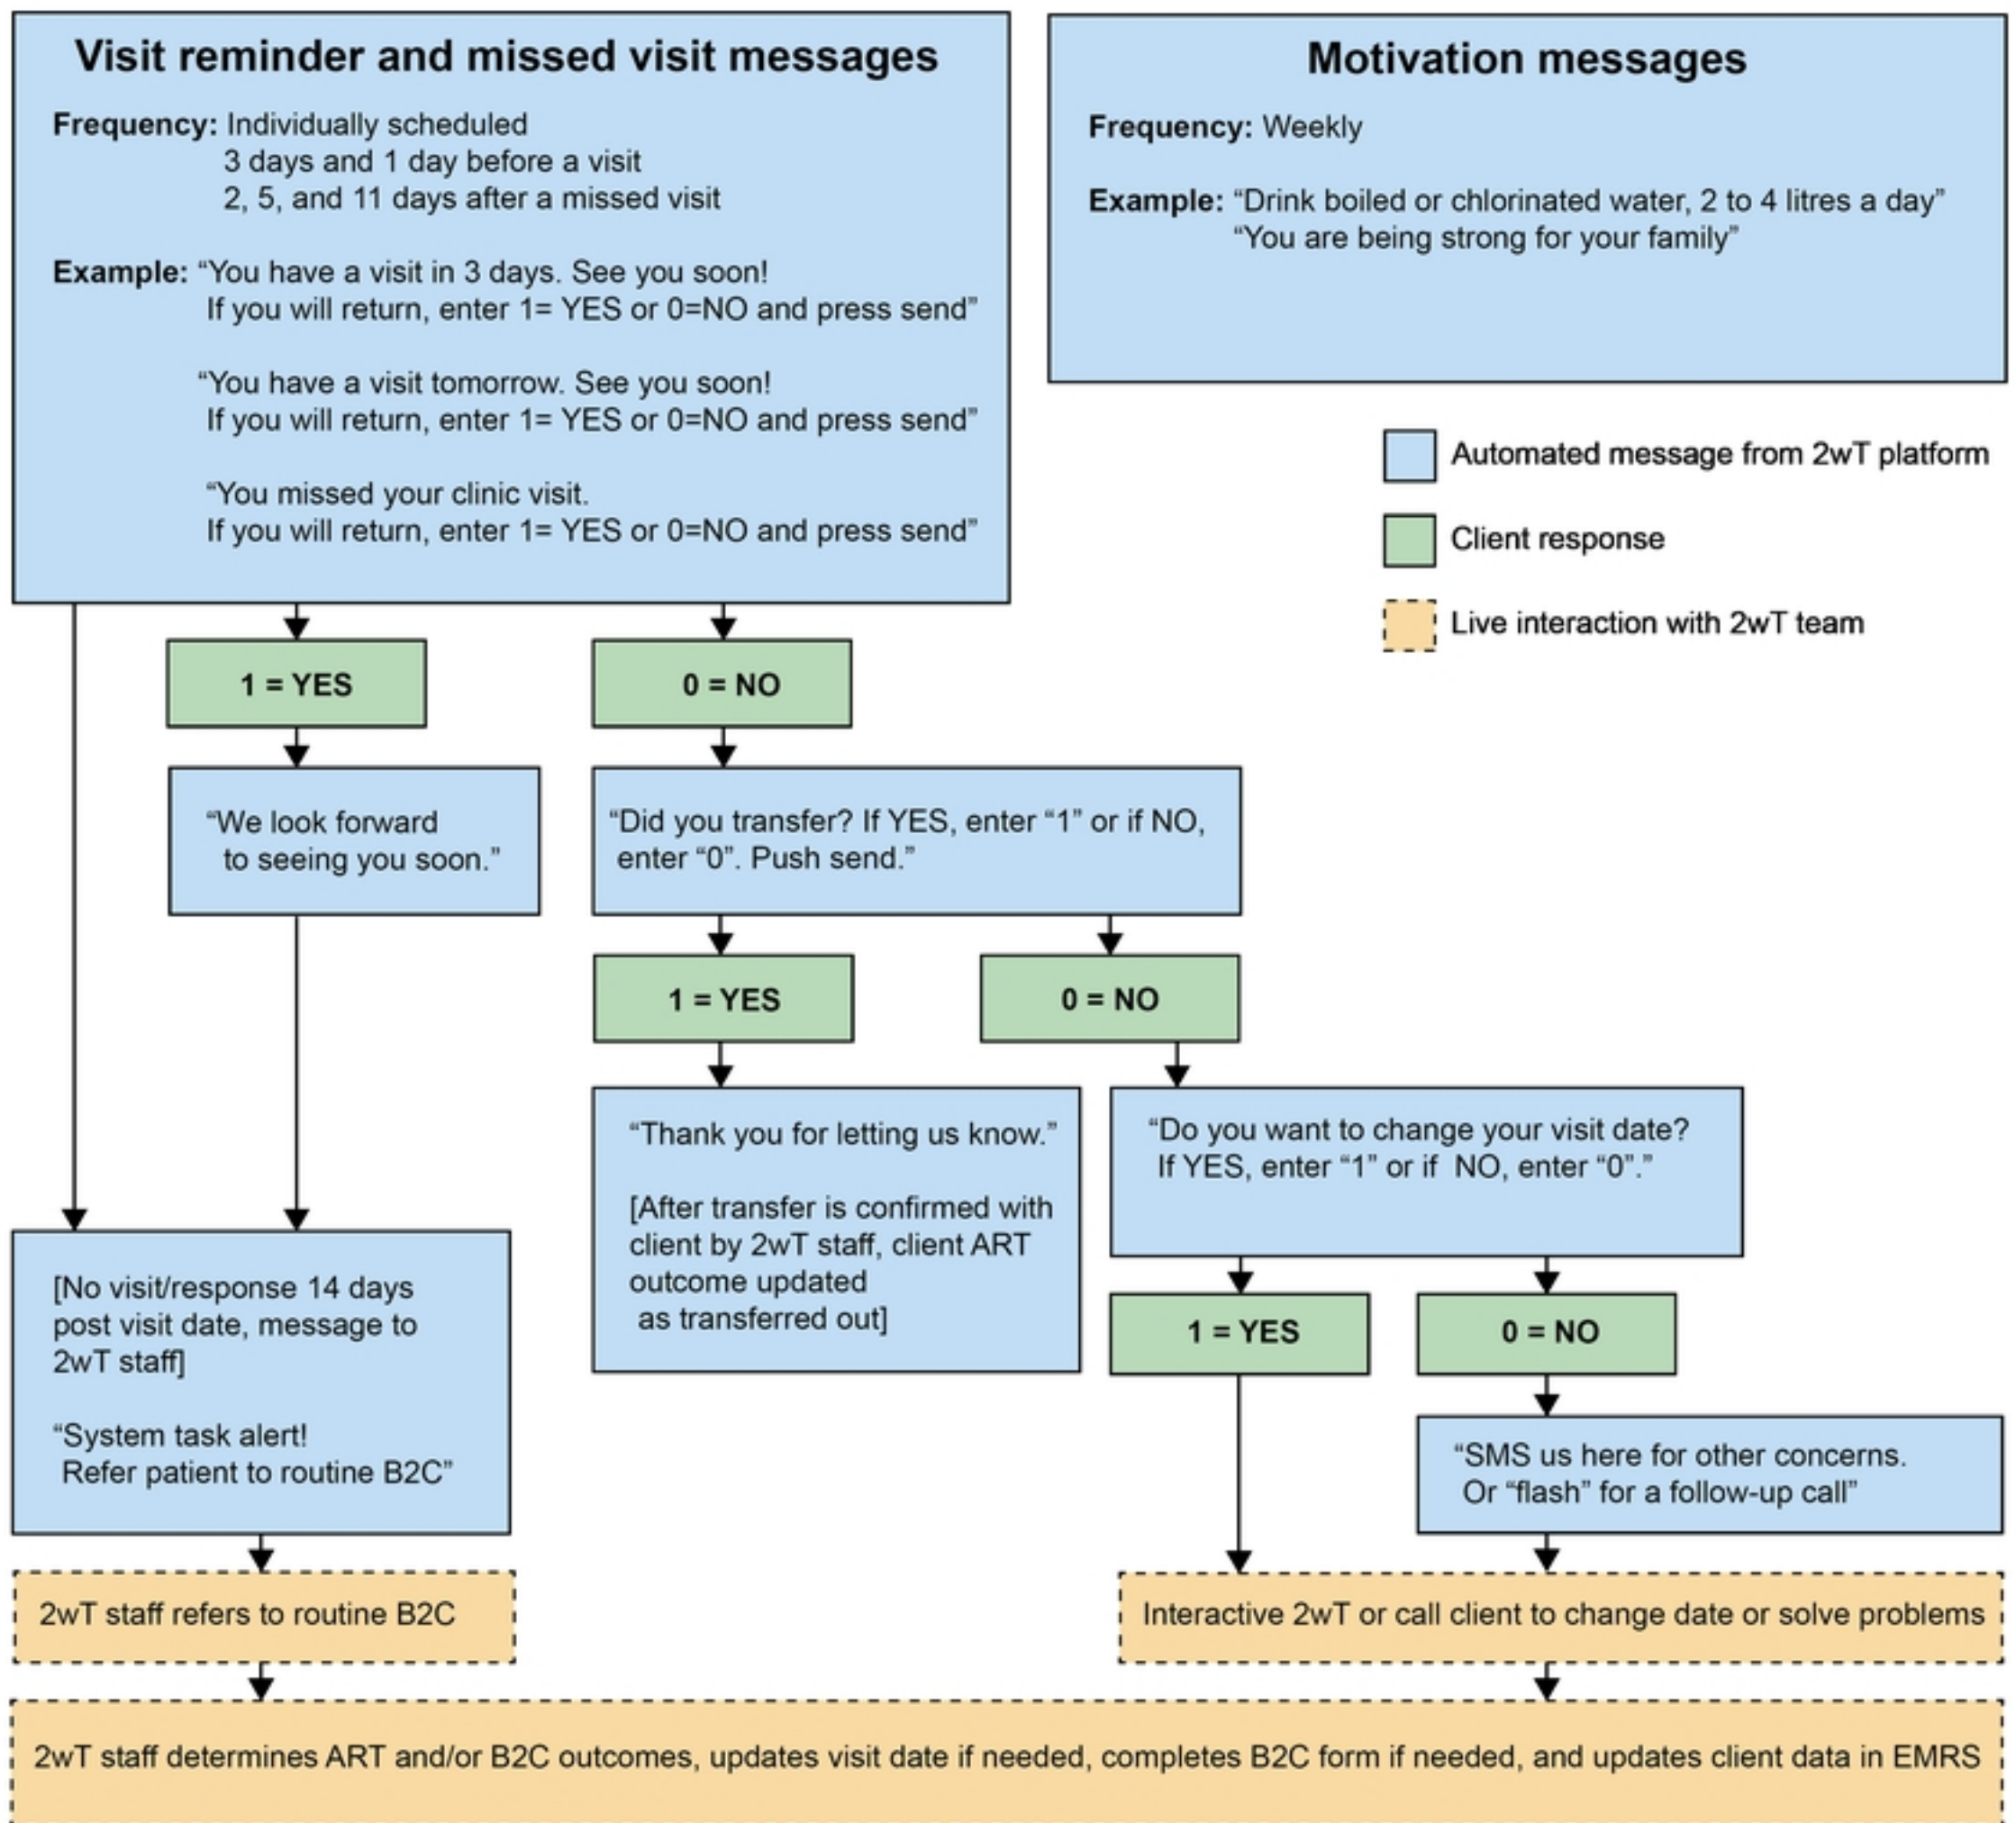 Visit reminder and missed visit messages
Frequency: Individually scheduled
3 days and 1 day before a visit
2, 5, and 11 days after a missed visit
Example: “You have a visit in 3 days. See you soon!
If you will return, enter 1= YES or 0=NO and press send”
“You have a visit tomorrow. See you soon!
If you will return, enter 1= YES or 0=NO and press send”
“You missed your clinic visit.
If you will return, enter 1= YES or 0=NO and press send”
Motivation messages
Frequency: Weekly
Example: “Drink boiled or chlorinated water, 2 to 4 litres a day”
“You are being strong for your family”
Automated message from 2wT platform
Client response
Live interaction with 2wT team
1 = YES
0 = NO
“We look forward
to seeing you soon.”
“Did you transfer? If YES, enter “1” or if NO,
enter “0”. Push send.”
1 = YES
0 = NO
“Thank you for letting us know.”
[After transfer is confirmed with
client by 2wT staff, client ART
outcome updated
as transferred out]
“Do you want to change your visit date?
If YES, enter “1” or if  NO, enter “0”.”
1 = YES
0 = NO
[No visit/response 14 days
post visit date, message to
2wT staff]
“System task alert!
Refer patient to routine B2C”
“SMS us here for other concerns.
Or “flash” for a follow-up call”
2wT staff refers to routine B2C
Interactive 2wT or call client to change date or solve problems
2wT staff determines ART and/or B2C outcomes, updates visit date if needed, completes B2C form if needed, and updates client data in EMRS